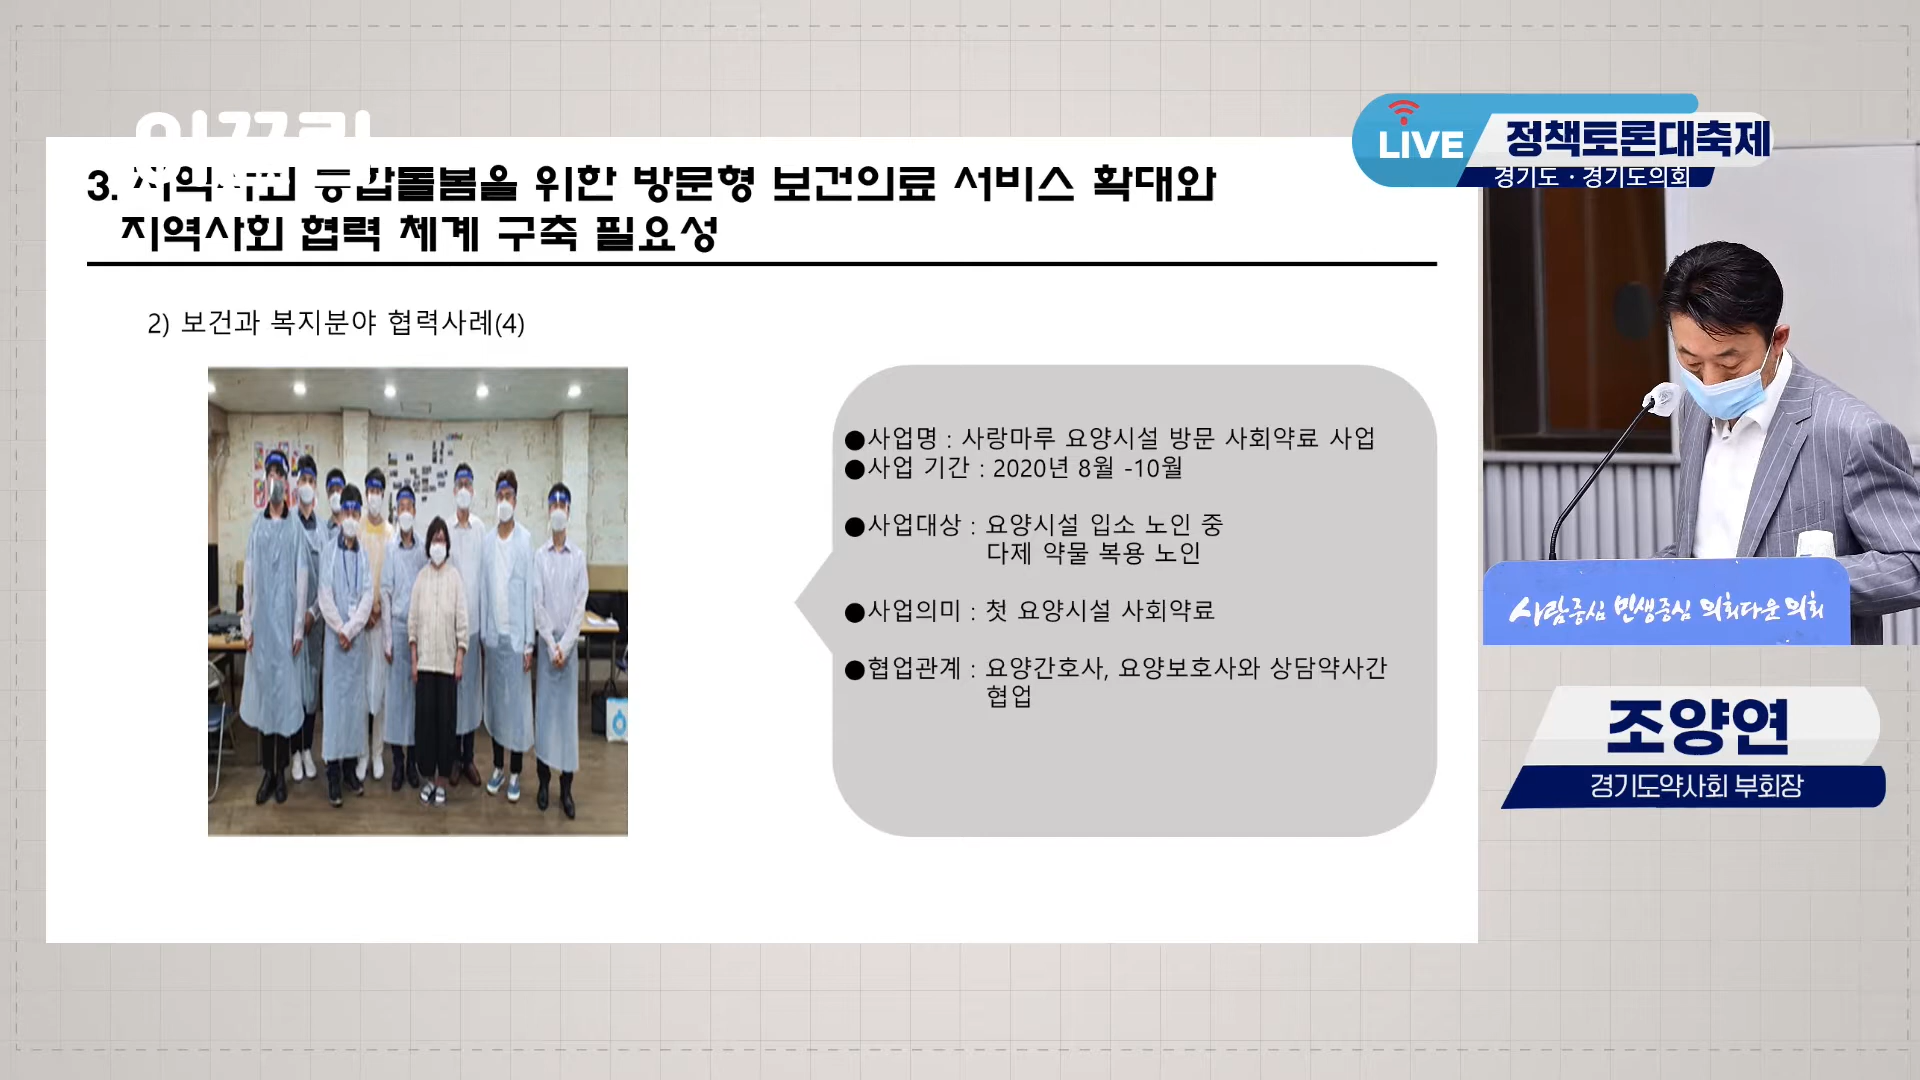 LIVE
정책토론대축제
경기도 · 경기도의회
3. 지역사회 통합돌봄을 위한 방문형 보건의료 서비스 확대와
지역사회 협력 체계 구축 필요성
2) 보건과 복지분야 협력사례(4)
●사업명 : 사랑마루 요양시설 방문 사회약료 사업
●사업 기간 : 2020년 8월 -10월
●사업대상 : 요양시설 입소 노인 중
다제 약물 복용 노인
●사업의미 : 첫 요양시설 사회약료
●협업관계 : 요양간호사, 요양보호사와 상담약사간
협업
사람중심 민생중심 의회다운 의회
조양연
경기도약사회 부회장